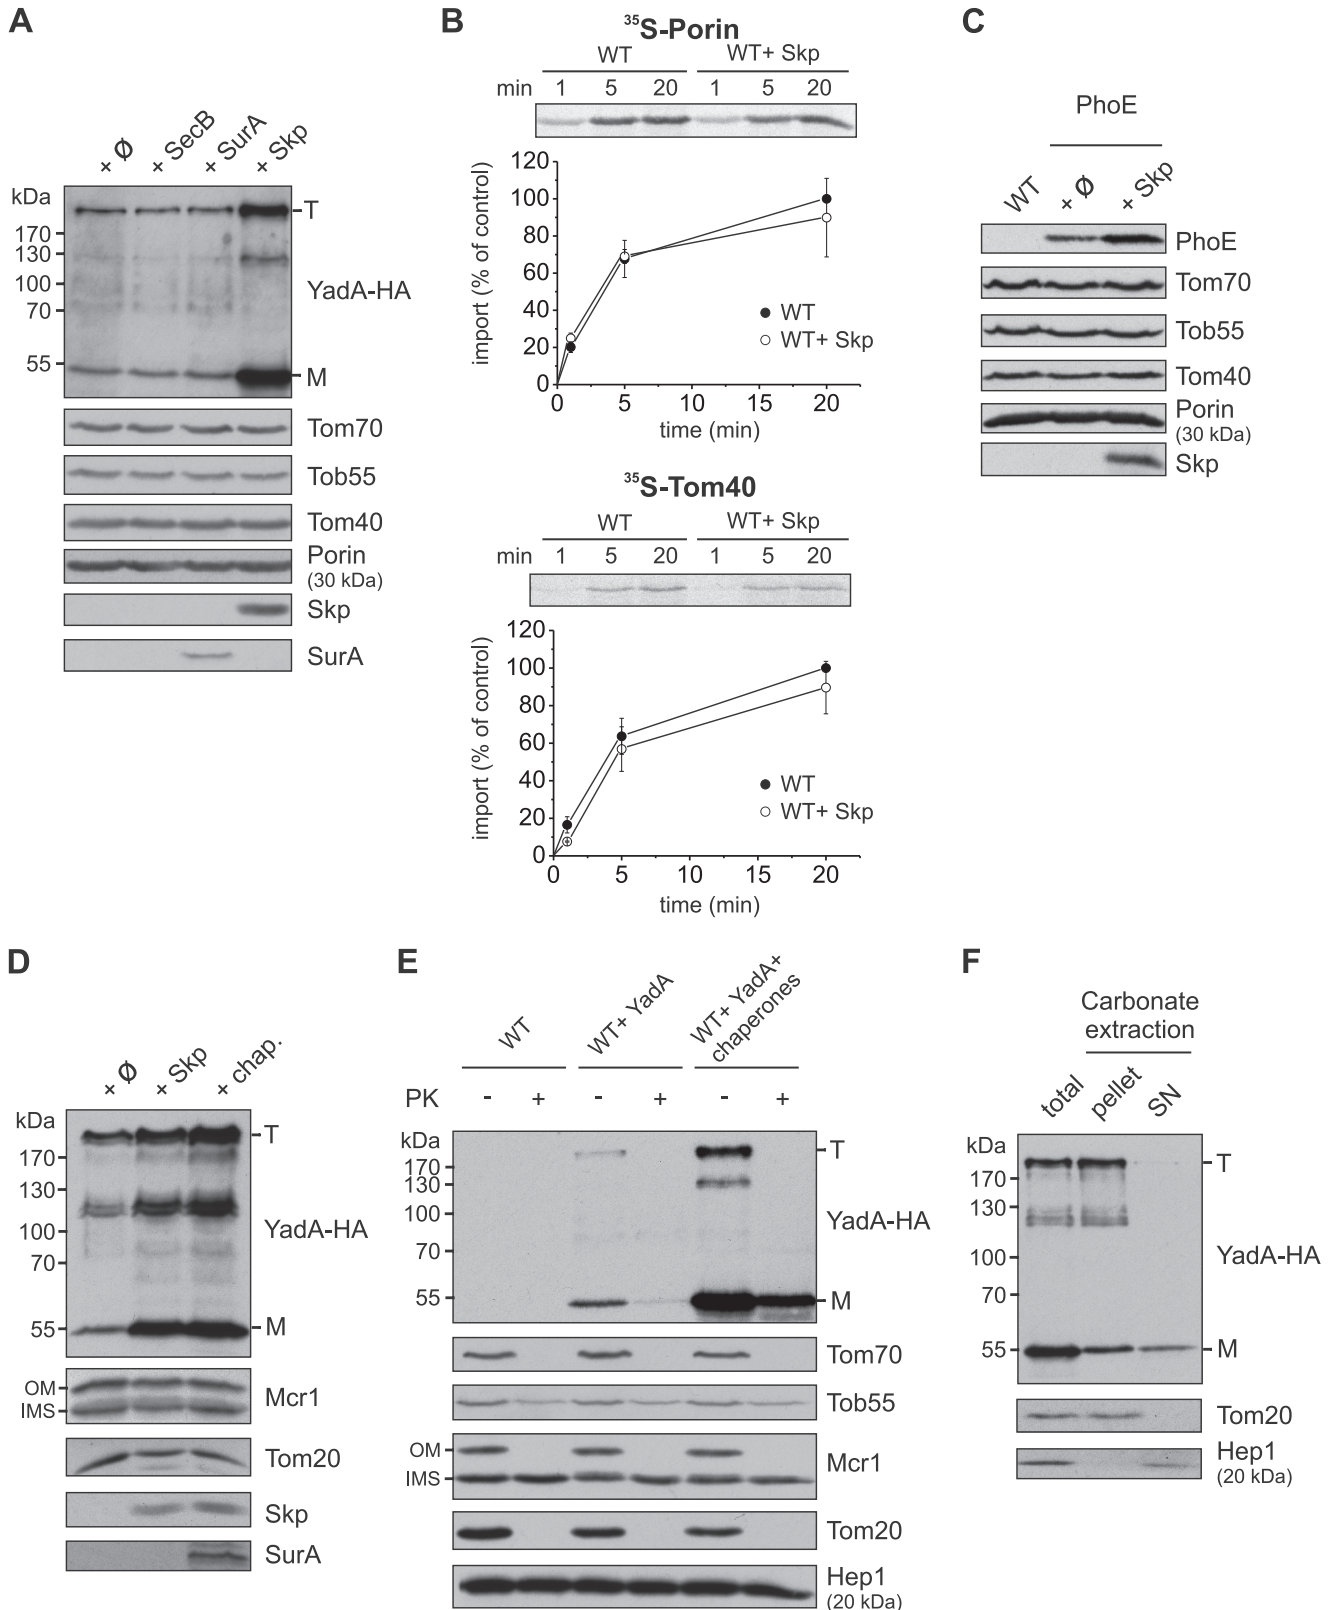 A
+ Ø
+ SecB
+ SurA
+ Skp
kDa
170
130
100
70
55
T
YadA-HA
M
Tom70
Tob55
Tom40
Porin
(30 kDa)
Skp
SurA
B
³⁵S-Porin
WT WT+ Skp
min 1 5 20 1 5 20
120
100
80
60
40
20
0
import (% of control)
WT
WT+ Skp
0 5 10 15 20
time (min)
³⁵S-Tom40
WT WT+ Skp
min 1 5 20 1 5 20
120
100
80
60
40
20
0
import (% of control)
WT
WT+ Skp
0 5 10 15 20
time (min)
C
PhoE
WT
+ Ø
+ Skp
PhoE
Tom70
Tob55
Tom40
Porin
(30 kDa)
Skp
D
+ Ø
+ Skp
+ chap.
kDa
170
130
100
70
55
T
YadA-HA
M
OM
IMS
Mcr1
Tom20
Skp
SurA
E
WT
WT+ YadA
WT+ YadA+
chaperones
PK - + - + - +
kDa
170
130
100
70
55
T
YadA-HA
M
Tom70
Tob55
OM
IMS
Mcr1
Tom20
Hep1
(20 kDa)
F
Carbonate
extraction
total
pellet
SN
kDa
170
130
100
70
55
T
YadA-HA
M
Tom20
Hep1
(20 kDa)